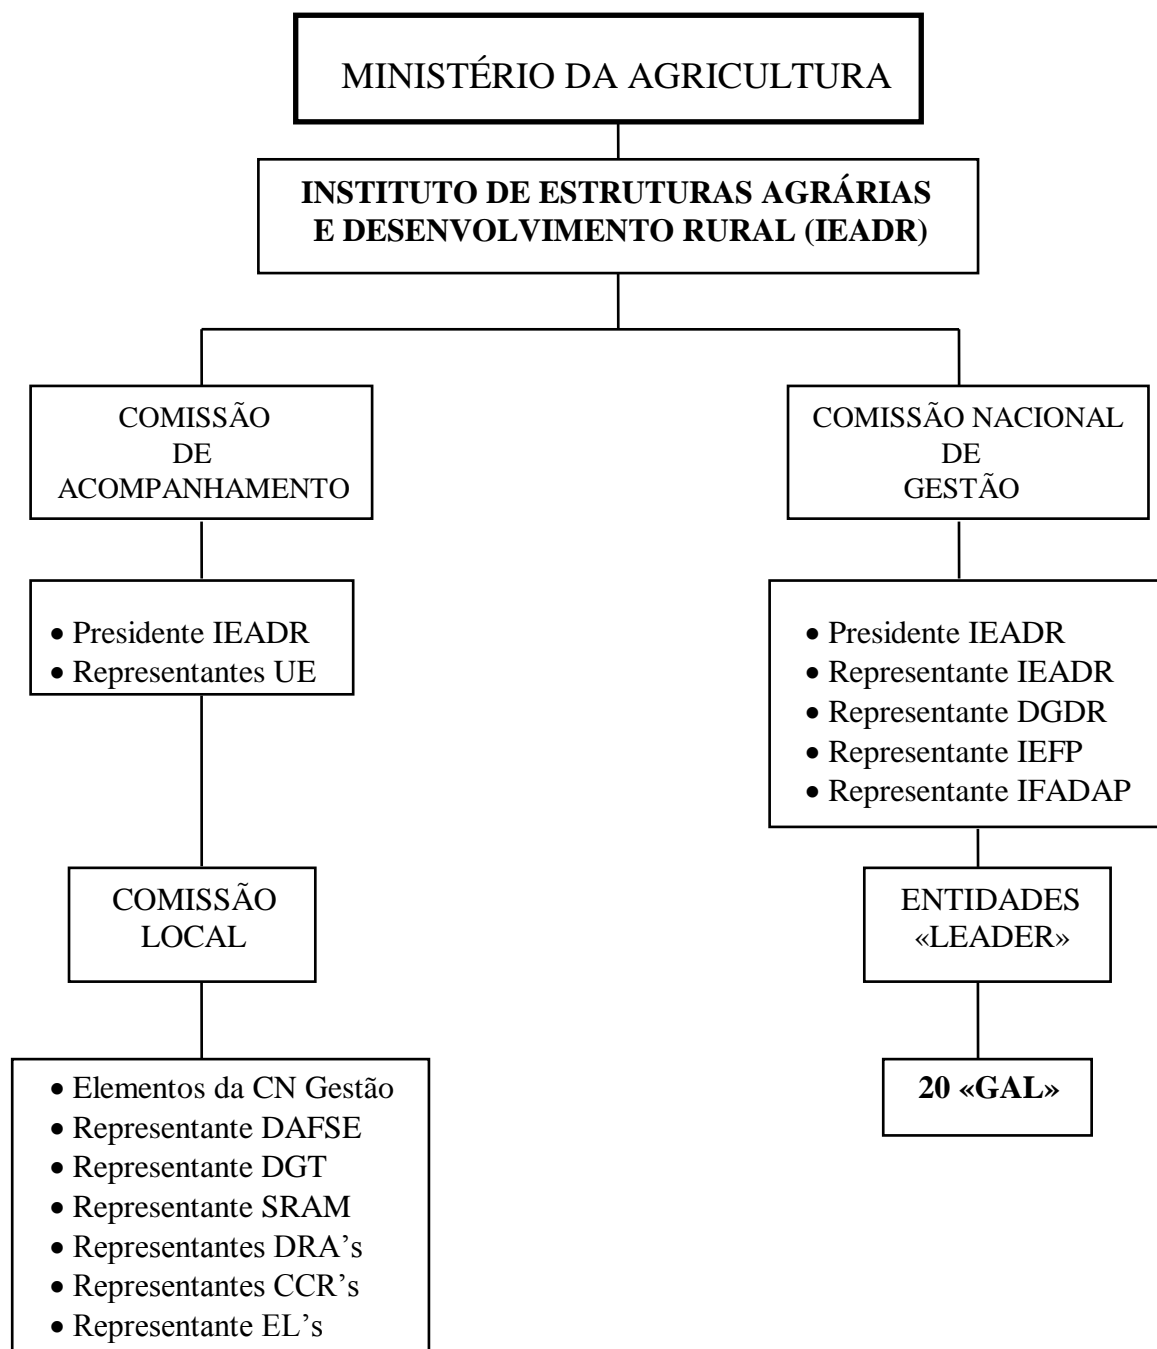 MINISTÉRIO DA AGRICULTURA
INSTITUTO DE ESTRUTURAS AGRÁRIAS
E DESENVOLVIMENTO RURAL (IEADR)
COMISSÃO
DE
ACOMPANHAMENTO
COMISSÃO NACIONAL
DE
GESTÃO
• Presidente IEADR
• Representantes UE
• Presidente IEADR
• Representante IEADR
• Representante DGDR
• Representante IEFP
• Representante IFADAP
COMISSÃO
LOCAL
ENTIDADES
«LEADER»
• Elementos da CN Gestão
• Representante DAFSE
• Representante DGT
• Representante SRAM
• Representantes DRA’s
• Representantes CCR’s
• Representante EL’s
20 «GAL»